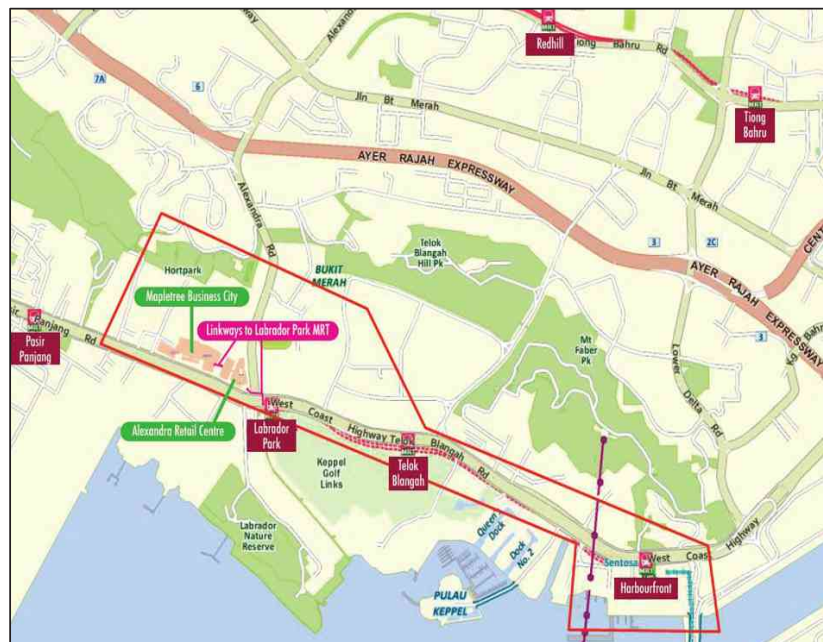 Redhill
Tiong Bahru Rd
Tiong
Bahru
Alexandra
7A
6
Jln Bt Merah
AYER RAJAH EXPRESSWAY
Jln Bt Merah
Alexandra Rd
Telok
Blangah
Hill Pk
3
2C
AYER RAJAH EXPRESSWAY
Hortpark
BUKIT
MERAH
Mapletree Business City
Linkways to Labrador Park MRT
Panjang Rd
Pasir
Panjang
Mt
Faber
Pk
Lower Delta Rd
3
Alexandra Retail Centre
Labrador
Park
West Coast Highway
Telok Blangah Rd
Telok
Blangah
Keppel
Golf
Links
Labrador
Nature
Reserve
Queen
Dock
Dock
No. 2
PULAU
KEPPEL
Sentosa
West Coast Highway
Harbourfront